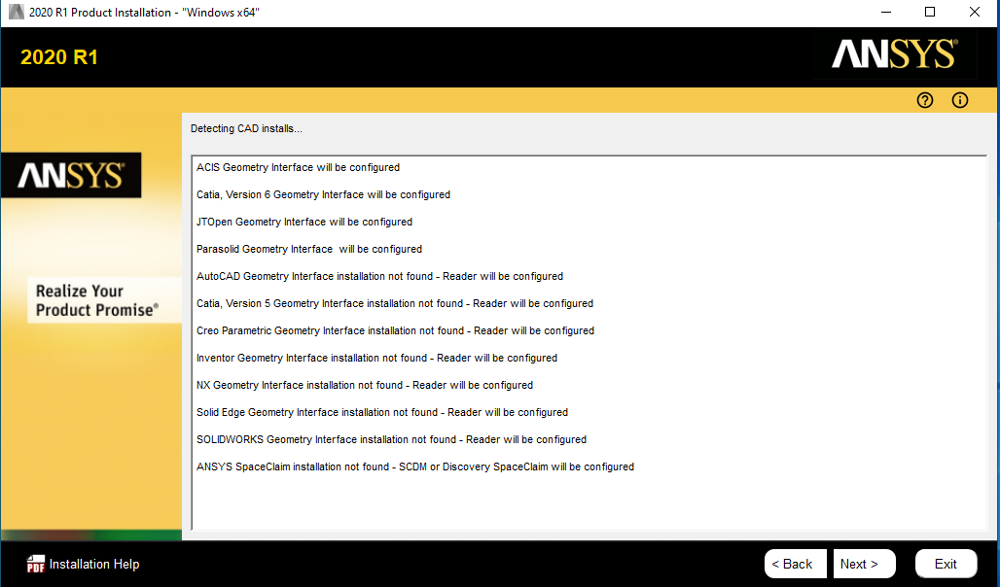 2020 R1 Product Installation - "Windows x64"
2020 R1
ANSYS®
Detecting CAD installs...
ANSYS®
Realize Your
Product Promise®
ACIS Geometry Interface will be configured
Catia, Version 6 Geometry Interface will be configured
JTOpen Geometry Interface will be configured
Parasolid Geometry Interface  will be configured
AutoCAD Geometry Interface installation not found - Reader will be configured
Catia, Version 5 Geometry Interface installation not found - Reader will be configured
Creo Parametric Geometry Interface installation not found - Reader will be configured
Inventor Geometry Interface installation not found - Reader will be configured
NX Geometry Interface installation not found - Reader will be configured
Solid Edge Geometry Interface installation not found - Reader will be configured
SOLIDWORKS Geometry Interface installation not found - Reader will be configured
ANSYS SpaceClaim installation not found - SCDM or Discovery SpaceClaim will be configured
PDF Installation Help
< Back
Next >
Exit